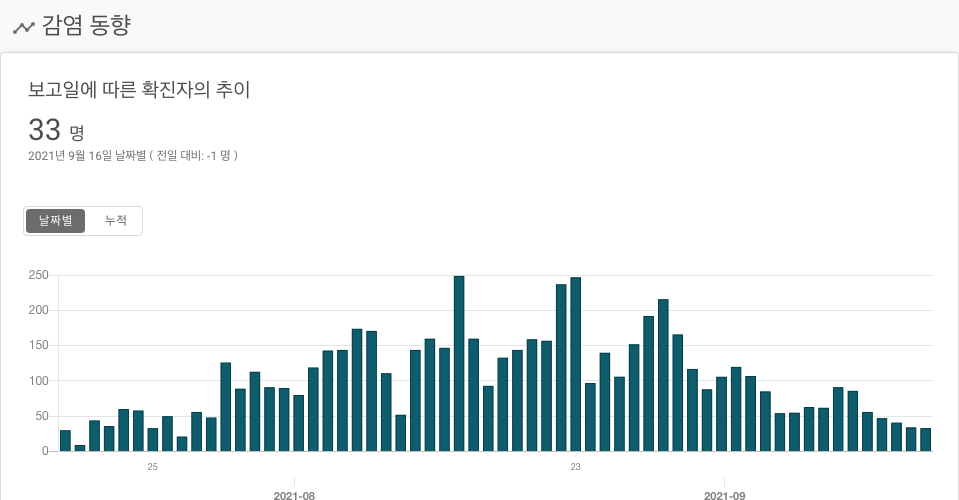 감염 동향
보고일에 따른 확진자의 추이
33 명
2021년 9월 16일 날짜별 ( 전일 대비: -1 명 )
날짜별 누적
250
200
150
100
50
0
25 23
2021-08 2021-09